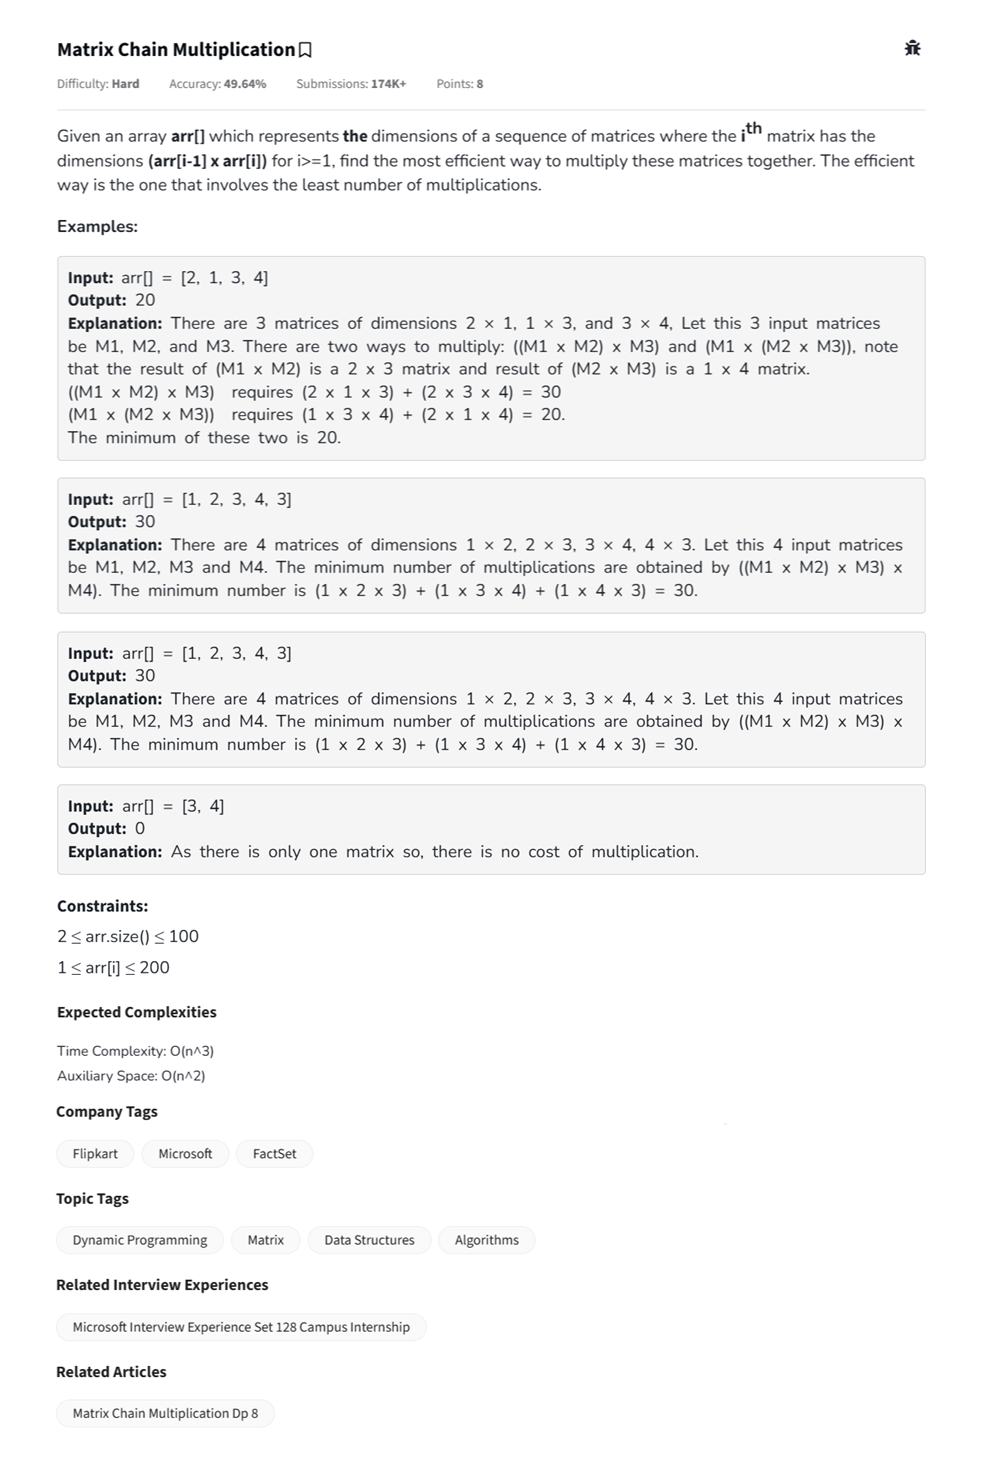 Matrix Chain Multiplication
Difficulty: Hard Accuracy: 49.64% Submissions: 174K+ Points: 8
Given an array arr[] which represents the dimensions of a sequence of matrices where the ith matrix has the
dimensions (arr[i-1] x arr[i]) for i>=1, find the most efficient way to multiply these matrices together. The efficient
way is the one that involves the least number of multiplications.
Examples:
Input: arr[] = [2, 1, 3, 4]
Output: 20
Explanation: There are 3 matrices of dimensions 2 × 1, 1 × 3, and 3 × 4, Let this 3 input matrices
be M1, M2, and M3. There are two ways to multiply: ((M1 x M2) x M3) and (M1 x (M2 x M3)), note
that the result of (M1 x M2) is a 2 x 3 matrix and result of (M2 x M3) is a 1 x 4 matrix.
((M1 x M2) x M3) requires (2 x 1 x 3) + (2 x 3 x 4) = 30
(M1 x (M2 x M3)) requires (1 x 3 x 4) + (2 x 1 x 4) = 20.
The minimum of these two is 20.
Input: arr[] = [1, 2, 3, 4, 3]
Output: 30
Explanation: There are 4 matrices of dimensions 1 × 2, 2 × 3, 3 × 4, 4 × 3. Let this 4 input matrices
be M1, M2, M3 and M4. The minimum number of multiplications are obtained by ((M1 x M2) x M3) x
M4). The minimum number is (1 x 2 x 3) + (1 x 3 x 4) + (1 x 4 x 3) = 30.
Input: arr[] = [1, 2, 3, 4, 3]
Output: 30
Explanation: There are 4 matrices of dimensions 1 × 2, 2 × 3, 3 × 4, 4 × 3. Let this 4 input matrices
be M1, M2, M3 and M4. The minimum number of multiplications are obtained by ((M1 x M2) x M3) x
M4). The minimum number is (1 x 2 x 3) + (1 x 3 x 4) + (1 x 4 x 3) = 30.
Input: arr[] = [3, 4]
Output: 0
Explanation: As there is only one matrix so, there is no cost of multiplication.
Constraints:
2 ≤ arr.size() ≤ 100
1 ≤ arr[i] ≤ 200
Expected Complexities
Time Complexity: O(n^3)
Auxiliary Space: O(n^2)
Company Tags
Flipkart Microsoft FactSet
Topic Tags
Dynamic Programming Matrix Data Structures Algorithms
Related Interview Experiences
Microsoft Interview Experience Set 128 Campus Internship
Related Articles
Matrix Chain Multiplication Dp 8